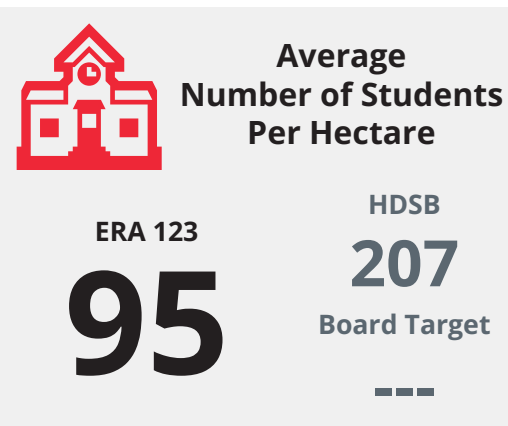 Average
Number of Students
Per Hectare
ERA 123
95
HDSB
207
Board Target
---